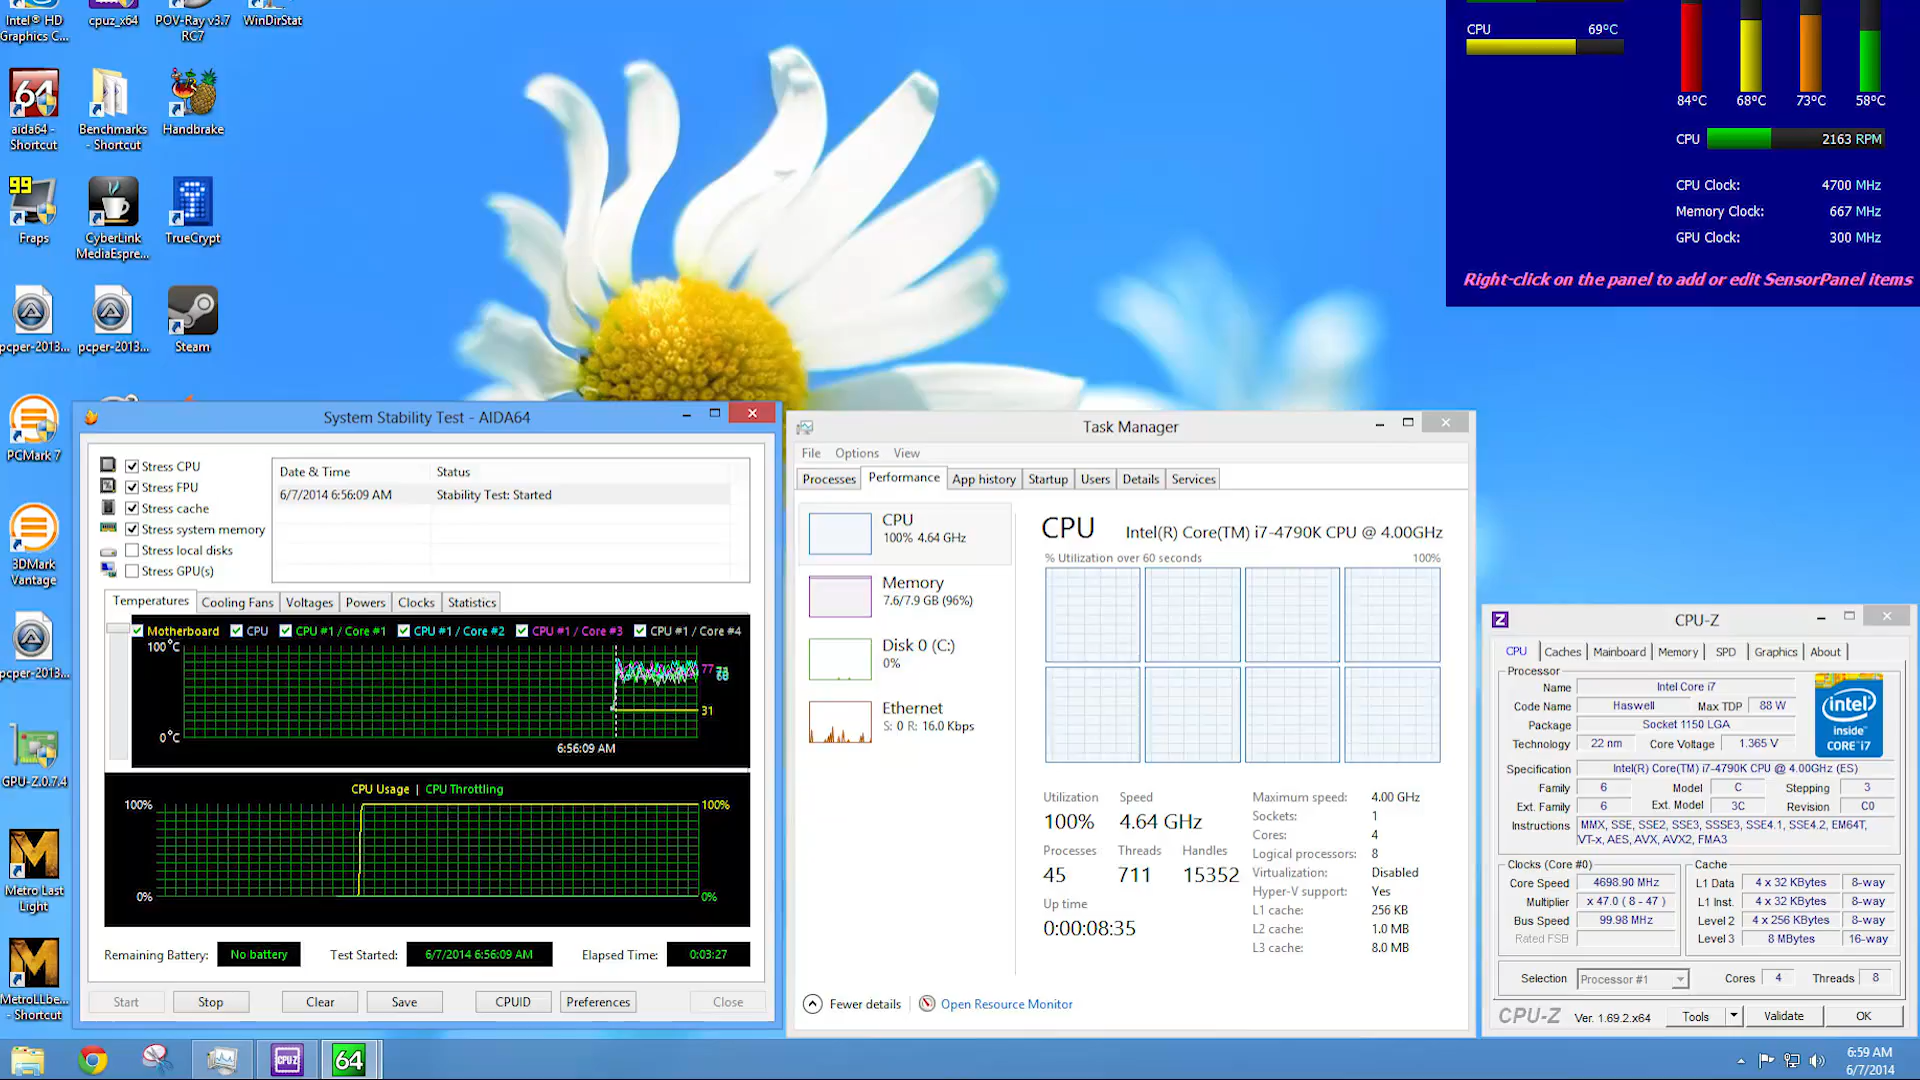 Intel® HD
Graphics C...
cpuz_x64
POV-Ray v3.7
RC7
WinDirStat
aida64 -
Shortcut
Benchmarks
- Shortcut
Handbrake
99
Fraps
CyberLink
MediaEspre...
TrueCrypt
pcper-2013...
pcper-2013...
Steam
PCMark 7
3DMark
Vantage
pcper-2013...
GPU-Z.0.7.4
Metro Last
Light
MetroLLbe...
- Shortcut
CPU 69°C
84°C 68°C 73°C 58°C
CPU 2163 RPM
CPU Clock: 4700 MHz
Memory Clock: 667 MHz
GPU Clock: 300 MHz
Right-click on the panel to add or edit SensorPanel items
System Stability Test - AIDA64
Stress CPU
Stress FPU
Stress cache
Stress system memory
Stress local disks
Stress GPU(s)
Date & Time Status
6/7/2014 6:56:09 AM Stability Test: Started
Temperatures Cooling Fans Voltages Powers Clocks Statistics
Motherboard CPU CPU #1 / Core #1 CPU #1 / Core #2 CPU #1 / Core #3 CPU #1 / Core #4
100°C
77
31
0°C
6:56:09 AM
CPU Usage | CPU Throttling
100% 100%
0% 0%
Remaining Battery: No battery Test Started: 6/7/2014 6:56:09 AM Elapsed Time: 0:03:27
Start Stop Clear Save CPUID Preferences Close
Task Manager
File Options View
Processes Performance App history Startup Users Details Services
CPU
100% 4.64 GHz
Memory
7.6/7.9 GB (96%)
Disk 0 (C:)
0%
Ethernet
S: 0 R: 16.0 Kbps
CPU Intel(R) Core(TM) i7-4790K CPU @ 4.00GHz
% Utilization over 60 seconds 100%
Utilization Speed
100% 4.64 GHz
Processes Threads Handles
45 711 15352
Up time
0:00:08:35
Maximum speed: 4.00 GHz
Sockets: 1
Cores: 4
Logical processors: 8
Virtualization: Disabled
Hyper-V support: Yes
L1 cache: 256 KB
L2 cache: 1.0 MB
L3 cache: 8.0 MB
Fewer details Open Resource Monitor
CPU-Z
CPU Caches Mainboard Memory SPD Graphics About
Processor
Name Intel Core i7
Code Name Haswell Max TDP 88 W
Package Socket 1150 LGA
Technology 22 nm Core Voltage 1.365 V
intel
inside
CORE i7
Specification Intel(R) Core(TM) i7-4790K CPU @ 4.00GHz (ES)
Family 6 Model C Stepping 3
Ext. Family 6 Ext. Model 3C Revision C0
Instructions MMX, SSE, SSE2, SSE3, SSSE3, SSE4.1, SSE4.2, EM64T,
VT-x, AES, AVX, AVX2, FMA3
Clocks (Core #0)
Core Speed 4698.90 MHz
Multiplier x 47.0 ( 8 - 47 )
Bus Speed 99.98 MHz
Rated FSB
Cache
L1 Data 4 x 32 KBytes 8-way
L1 Inst. 4 x 32 KBytes 8-way
Level 2 4 x 256 KBytes 8-way
Level 3 8 MBytes 16-way
Selection Processor #1 Cores 4 Threads 8
CPU-Z Ver. 1.69.2.x64 Tools Validate OK
CPUZ
64
6:59 AM
6/7/2014